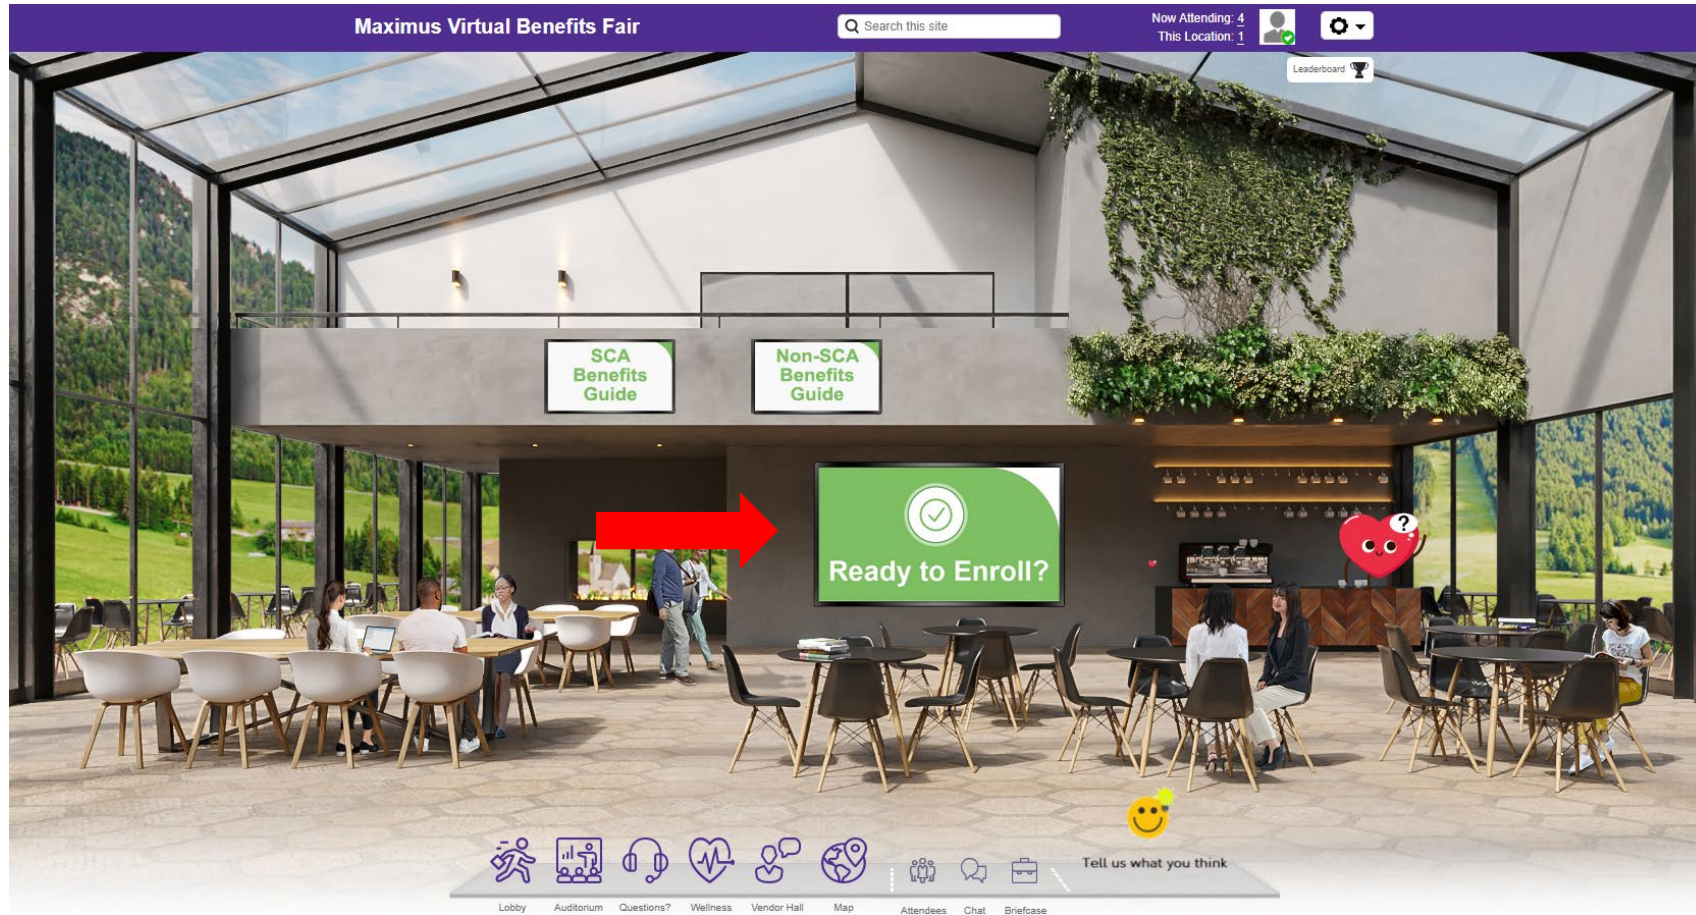 Maximus Virtual Benefits Fair
Search this site
Now Attending: 4
This Location: 1
Leaderboard
SCA
Benefits
Guide
Non-SCA
Benefits
Guide
Ready to Enroll?
?
Tell us what you think
Lobby
Auditorium
Questions?
Wellness
Vendor Hall
Map
Attendees
Chat
Briefcase